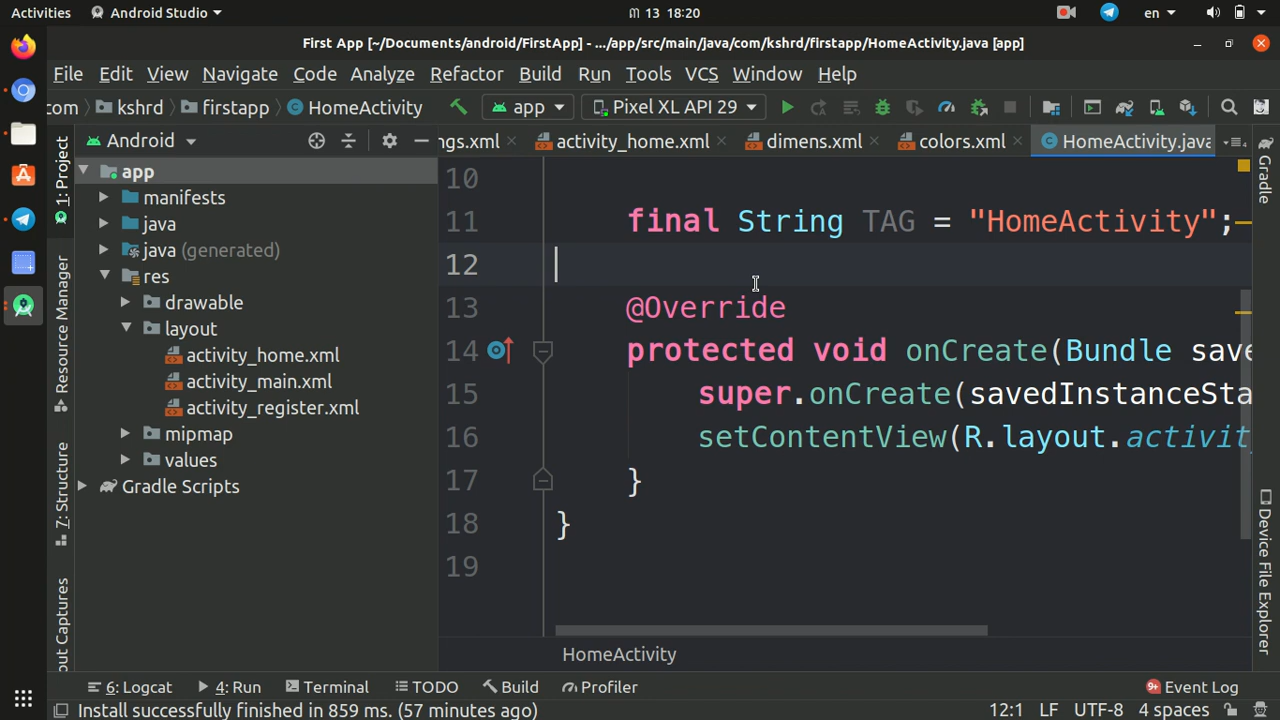 Activities Android Studio ជា 13 18:20 en
First App [~/Documents/android/FirstApp] - .../app/src/main/java/com/kshrd/firstapp/HomeActivity.java [app]
File Edit View Navigate Code Analyze Refactor Build Run Tools VCS Window Help
com kshrd firstapp HomeActivity app Pixel XL API 29
Android
ngs.xml activity_home.xml dimens.xml colors.xml HomeActivity.java
1: Project
Resource Manager
7: Structure
out Captures
app
manifests
java
java (generated)
res
drawable
layout
activity_home.xml
activity_main.xml
activity_register.xml
mipmap
values
Gradle Scripts
10
11 final String TAG = "HomeActivity";
12
13 @Override
14 protected void onCreate(Bundle save
15 super.onCreate(savedInstanceSta
16 setContentView(R.layout.activit
17 }
18 }
19
HomeActivity
Gradle
Device File Explorer
6: Logcat 4: Run Terminal TODO Build Profiler 9+ Event Log
Install successfully finished in 859 ms. (57 minutes ago) 12:1 LF UTF-8 4 spaces